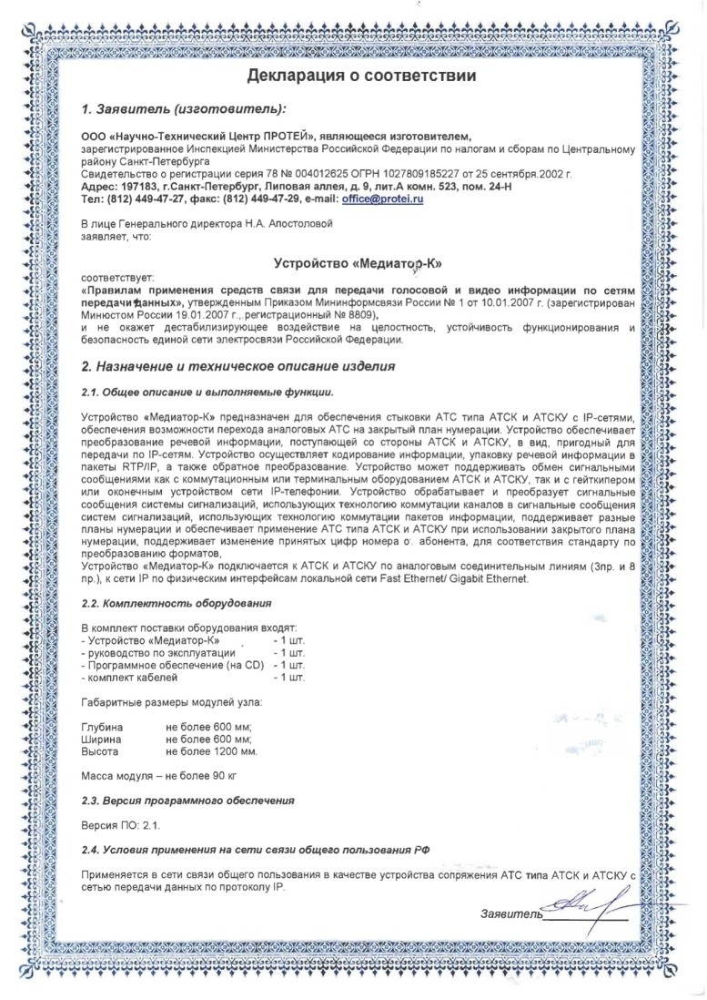 Декларация о соответствии
1. Заявитель (изготовитель):
ООО «Научно-Технический Центр ПРОТЕЙ», являющееся изготовителем,
зарегистрированное Инспекцией Министерства Российской Федерации по налогам и сборам по Центральному
району Санкт-Петербурга
Свидетельство о регистрации серия 78 № 004012625 ОГРН 1027809185227 от 25 сентября.2002 г.
Адрес: 197183, г.Санкт-Петербург, Липовая аллея, д. 9, лит.А комн. 523, пом. 24-Н
Тел: (812) 449-47-27, факс: (812) 449-47-29, e-mail: office@protei.ru
В лице Генерального директора Н.А. Апостоловой
заявляет, что:
Устройство «Медиатор-К»
соответствует:
«Правилам применения средств связи для передачи голосовой и видео информации по сетям
передачи данных», утвержденным Приказом Мининформсвязи России № 1 от 10.01.2007 г. (зарегистрирован
Минюстом России 19.01.2007 г., регистрационный № 8809),
и не окажет дестабилизирующее воздействие на целостность, устойчивость функционирования и
безопасность единой сети электросвязи Российской Федерации.
2. Назначение и техническое описание изделия
2.1. Общее описание и выполняемые функции.
Устройство «Медиатор-К» предназначен для обеспечения стыковки АТС типа АТСК и АТСКУ с IP-сетями,
обеспечения возможности перехода аналоговых АТС на закрытый план нумерации. Устройство обеспечивает
преобразование речевой информации, поступающей со стороны АТСК и АТСКУ, в вид, пригодный для
передачи по IP-сетям. Устройство осуществляет кодирование информации, упаковку речевой информации в
пакеты RTP/IP, а также обратное преобразование. Устройство может поддерживать обмен сигнальными
сообщениями как с коммутационным или терминальным оборудованием АТСК и АТСКУ, так и с гейткипером
или оконечным устройством сети IP-телефонии. Устройство обрабатывает и преобразует сигнальные
сообщения системы сигнализаций, использующих технологию коммутации каналов в сигнальные сообщения
систем сигнализаций, использующих технологию коммутации пакетов информации, поддерживает разные
планы нумерации и обеспечивает применение АТС типа АТСК и АТСКУ при использовании закрытого плана
нумерации, поддерживает изменение принятых цифр номера абонента, для соответствия стандарту по
преобразованию форматов,
Устройство «Медиатор-К» подключается к АТСК и АТСКУ по аналоговым соединительным линиям (3пр. и 8
пр.), к сети IP по физическим интерфейсам локальной сети Fast Ethernet/ Gigabit Ethernet.
2.2. Комплектность оборудования
В комплект поставки оборудования входят:
- Устройство «Медиатор-К» - 1 шт.
- руководство по эксплуатации - 1 шт.
- Программное обеспечение (на CD) - 1 шт.
- комплект кабелей - 1 шт.
Габаритные размеры модулей узла:
Глубина не более 600 мм;
Ширина не более 600 мм;
Высота не более 1200 мм.
Масса модуля – не более 90 кг
2.3. Версия программного обеспечения
Версия ПО: 2.1.
2.4. Условия применения на сети связи общего пользования РФ
Применяется в сети связи общего пользования в качестве устройства сопряжения АТС типа АТСК и АТСКУ с
сетью передачи данных по протоколу IP.
Заявитель